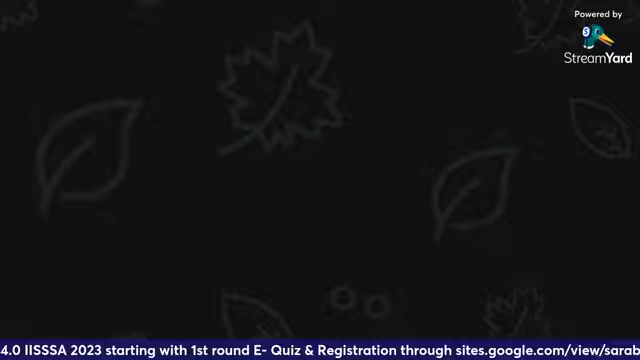 Powered by
StreamYard
4.0 IISSSA 2023 starting with 1st round E- Quiz & Registration through sites.google.com/view/sarab